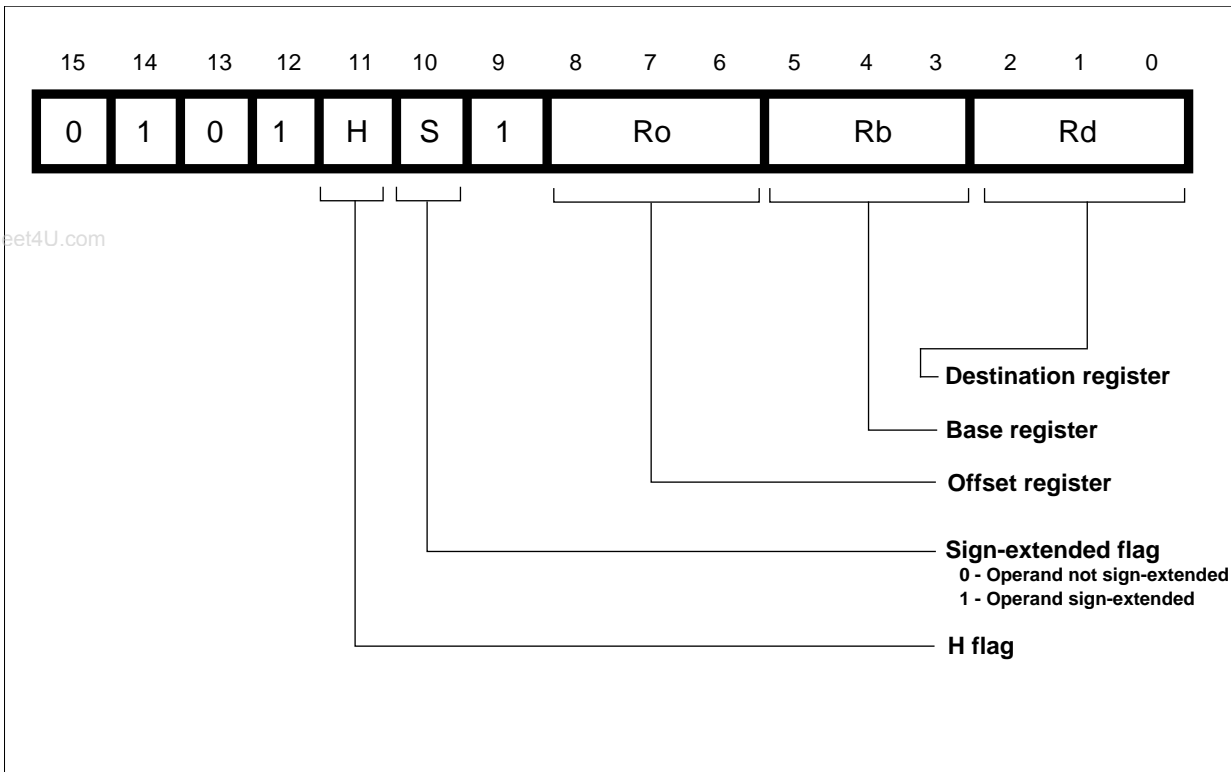 15 14 13 12 11 10 9 8 7 6 5 4 3 2 1 0
0 1 0 1 H S 1 Ro Rb Rd
eet4U.com
Destination register
Base register
Offset register
Sign-extended flag
0 - Operand not sign-extended
1 - Operand sign-extended
H flag